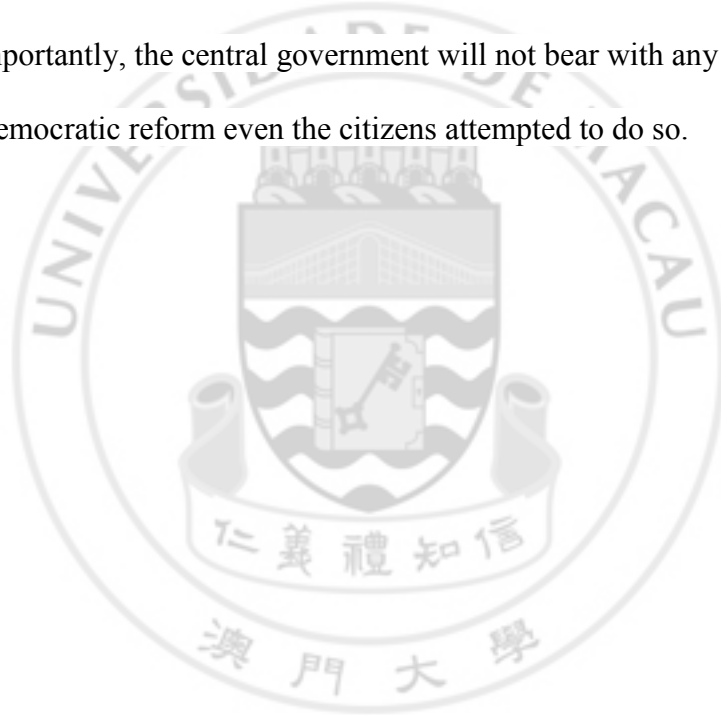 nportantly, the central government will not bear with any
emocratic reform even the citizens attempted to do so.
UNIVERSIDADE DE MACAU
仁義禮知信
澳門大學